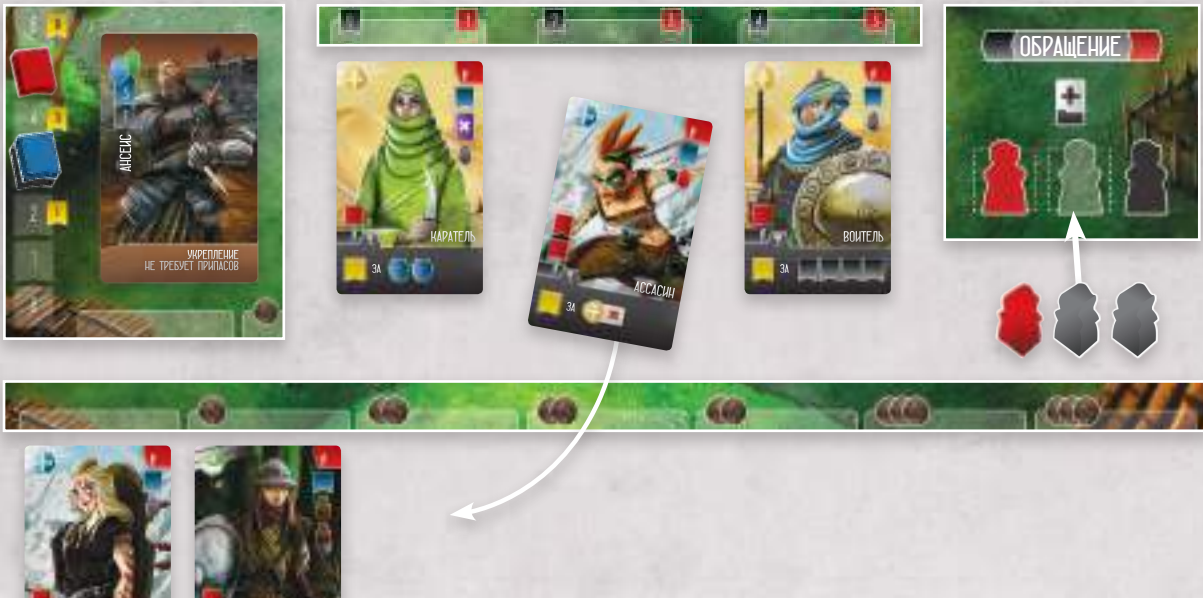 ОБРАЩЕНИЕ
АНСЕИС
УКРЕПЛЕНИЕ
НЕ ТРЕБУЕТ ПРИПАСОВ
КАРАТЕЛЬ
ЗА
АССАСИН
ЗА
ВОИТЕЛЬ
ЗА